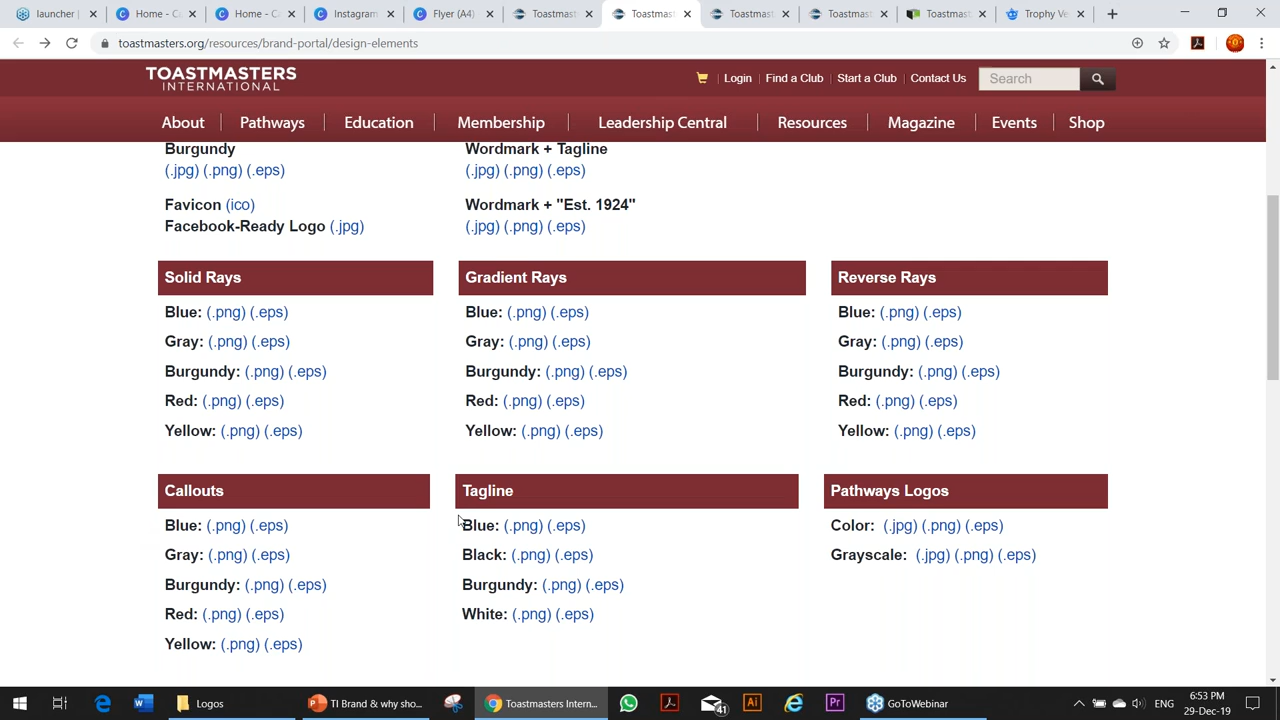 launcher |
Home - C
Home - C
Instagram
Flyer (A4)
Toastmast
Toastmast
Toastmast
Toastmast
Toastmast
Trophy Ve
toastmasters.org/resources/brand-portal/design-elements
TOASTMASTERS
INTERNATIONAL
Login Find a Club Start a Club Contact Us Search
About Pathways Education Membership Leadership Central Resources Magazine Events Shop
Burgundy
(.jpg) (.png) (.eps)
Wordmark + Tagline
(.jpg) (.png) (.eps)
Favicon (ico)
Facebook-Ready Logo (.jpg)
Wordmark + "Est. 1924"
(.jpg) (.png) (.eps)
Solid Rays
Blue: (.png) (.eps)
Gray: (.png) (.eps)
Burgundy: (.png) (.eps)
Red: (.png) (.eps)
Yellow: (.png) (.eps)
Gradient Rays
Blue: (.png) (.eps)
Gray: (.png) (.eps)
Burgundy: (.png) (.eps)
Red: (.png) (.eps)
Yellow: (.png) (.eps)
Reverse Rays
Blue: (.png) (.eps)
Gray: (.png) (.eps)
Burgundy: (.png) (.eps)
Red: (.png) (.eps)
Yellow: (.png) (.eps)
Callouts
Blue: (.png) (.eps)
Gray: (.png) (.eps)
Burgundy: (.png) (.eps)
Red: (.png) (.eps)
Yellow: (.png) (.eps)
Tagline
Blue: (.png) (.eps)
Black: (.png) (.eps)
Burgundy: (.png) (.eps)
White: (.png) (.eps)
Pathways Logos
Color: (.jpg) (.png) (.eps)
Grayscale: (.jpg) (.png) (.eps)
Logos
TI Brand & why sho...
Toastmasters Intern...
41
Ai
Pr
GoToWebinar
ENG
6:53 PM
29-Dec-19